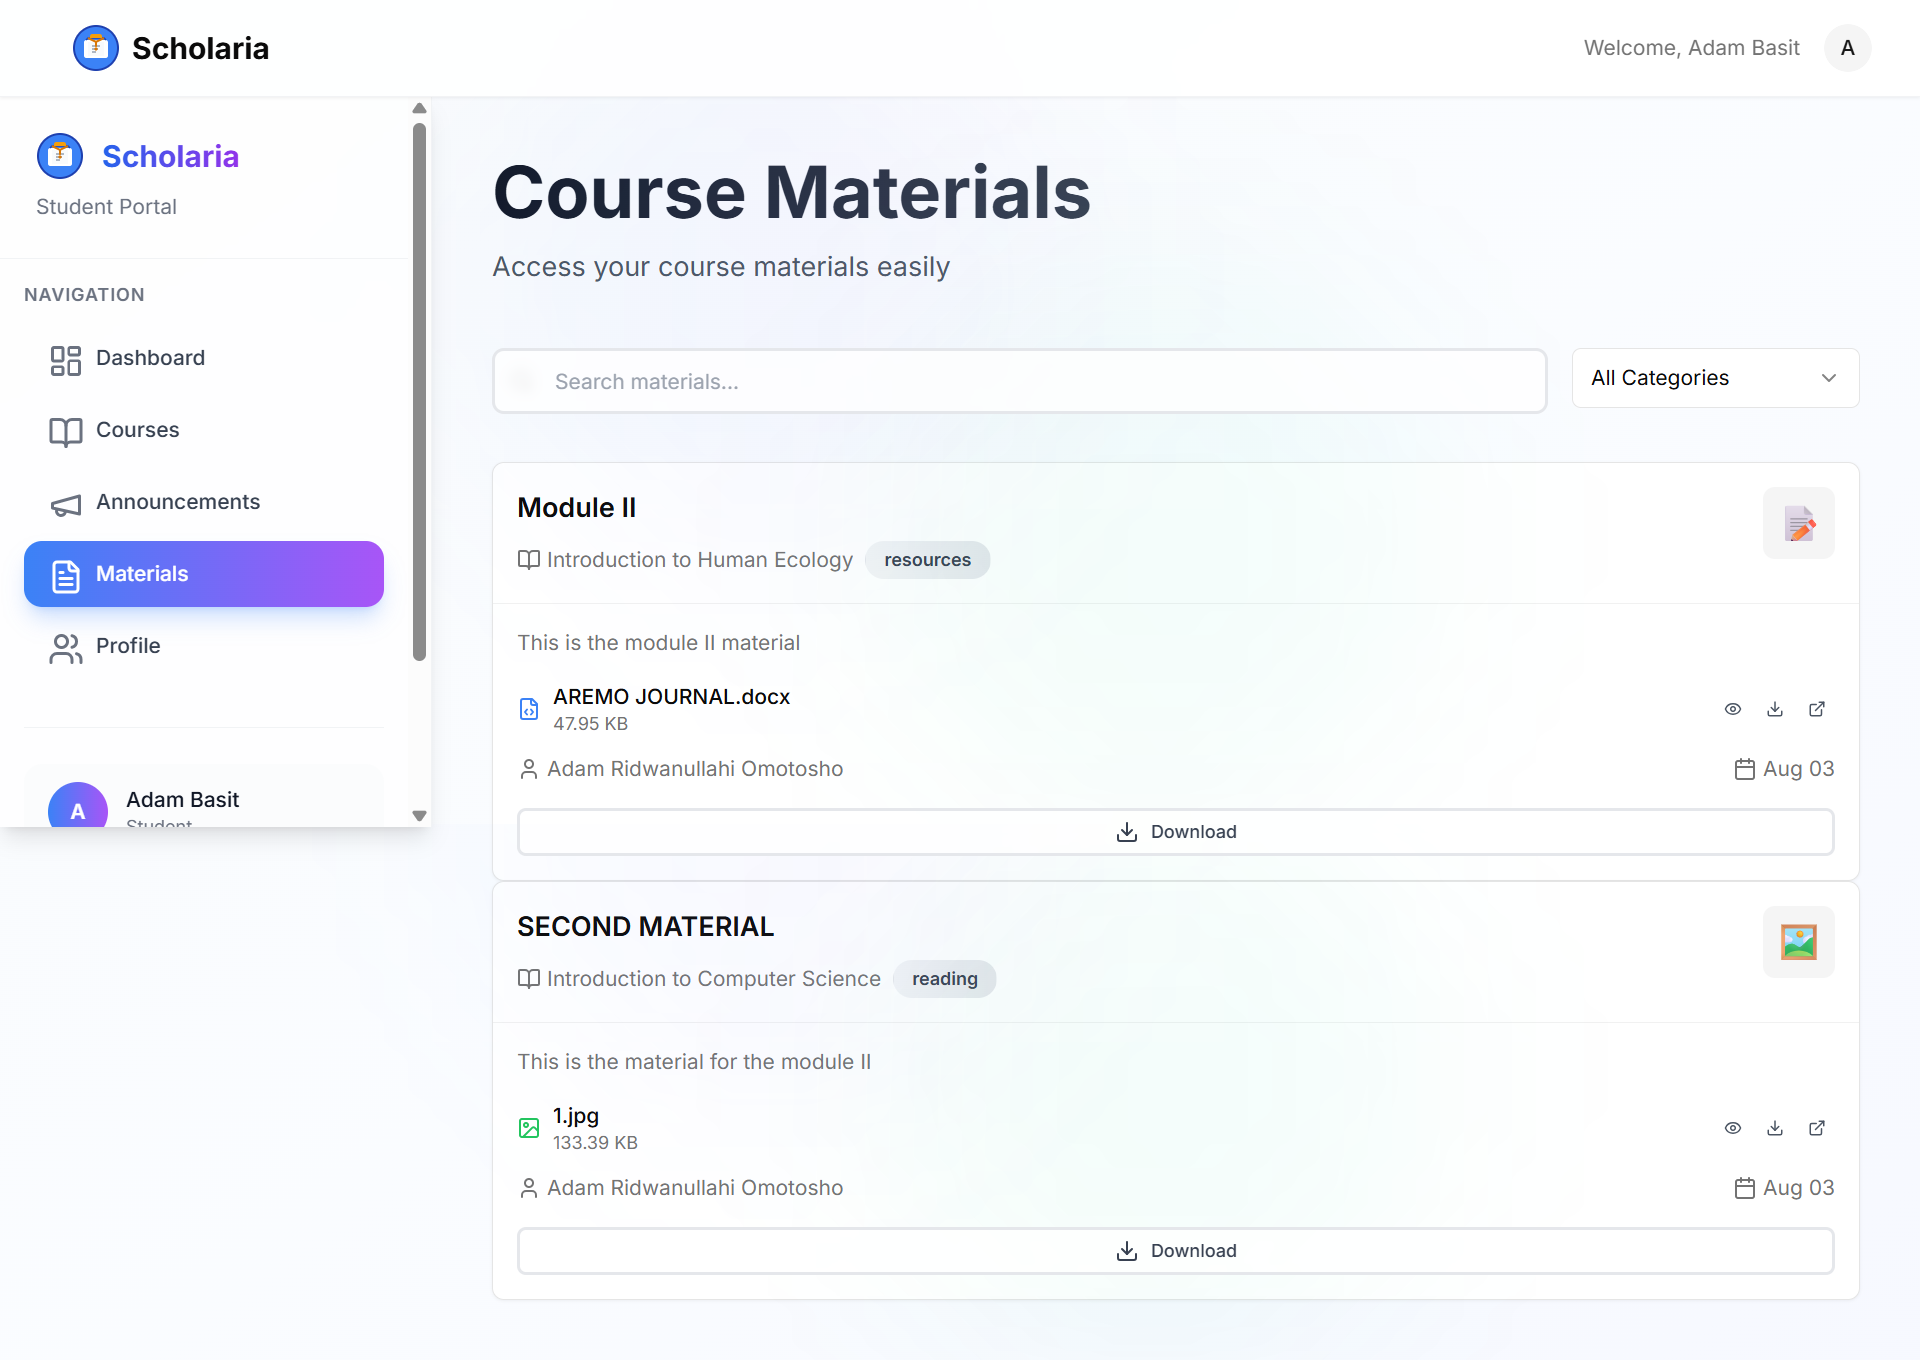 Scholaria
Welcome, Adam Basit
A
Scholaria
Student Portal
NAVIGATION
Dashboard
Courses
Announcements
Materials
Profile
A
Adam Basit
Student
Course Materials
Access your course materials easily
Search materials...
All Categories
Module II
Introduction to Human Ecology
resources
This is the module II material
AREMO JOURNAL.docx
47.95 KB
Adam Ridwanullahi Omotosho
Aug 03
Download
SECOND MATERIAL
Introduction to Computer Science
reading
This is the material for the module II
1.jpg
133.39 KB
Adam Ridwanullahi Omotosho
Aug 03
Download